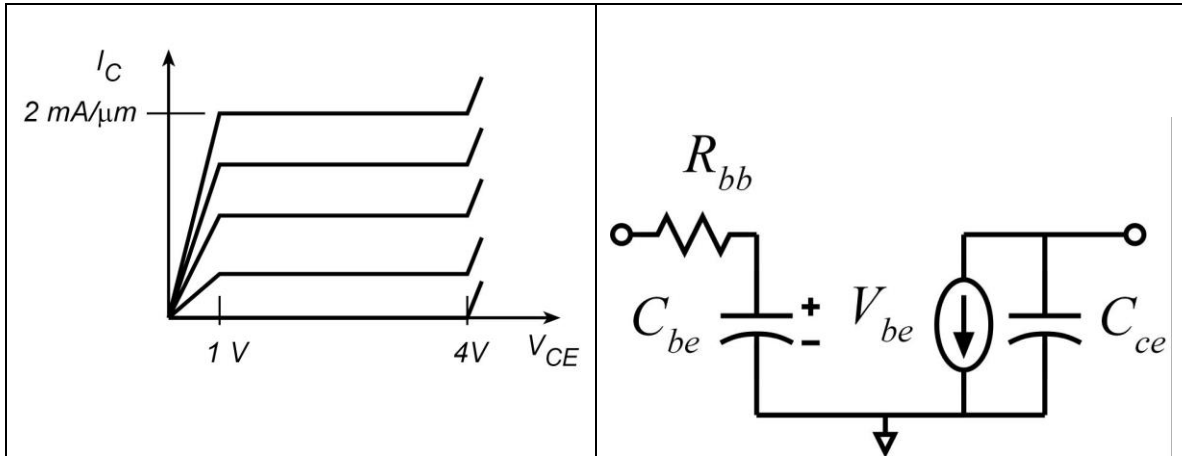 I_C
2 mA/μm
1 V
4V
V_CE
R_bb
C_be
+
-
V_be
C_ce